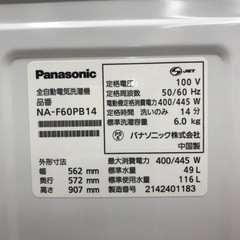 Panasonic
全自動電気洗濯機
品番
NA-F60PB14
外形寸法
幅 562 mm
奥行 572 mm
高さ 907 mm
JET
定格電圧 100 V
定格周波数 50/60 Hz
電動機定格消費電力 400/445 W
定格時間 洗いのみ 14 分
標準洗濯容量 6.0 kg
パナソニック株式会社
中国製
最大消費電力 400/445 W
標準水量 49 L
標準使用水量 116 L
製造番号 2142401183